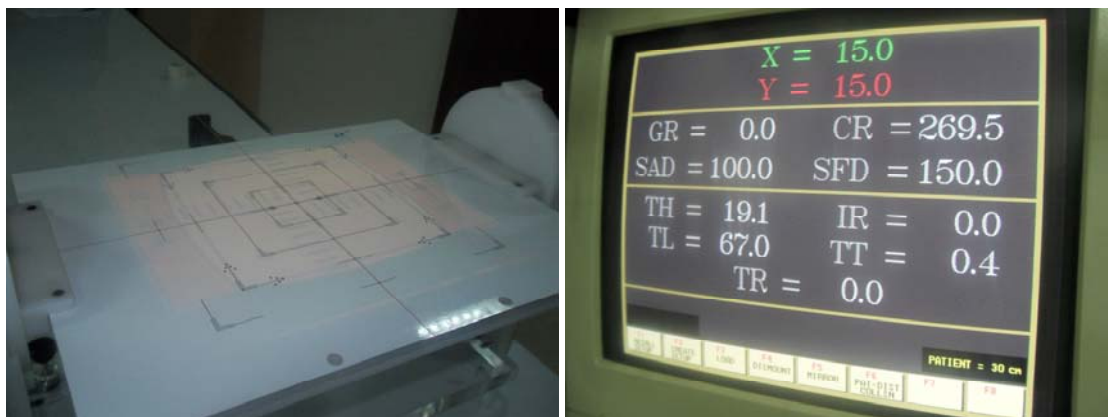 X = 15.0
Y = 15.0
GR = 0.0 CR = 269.5
SAD = 100.0 SFD = 150.0
TH = 19.1 IR = 0.0
TL = 67.0 TT = 0.4
TR = 0.0
PATIENT = 30 cm
F3 LOAD
F4 DISMOUNT
F5 MIRROR
F6
F7
F8